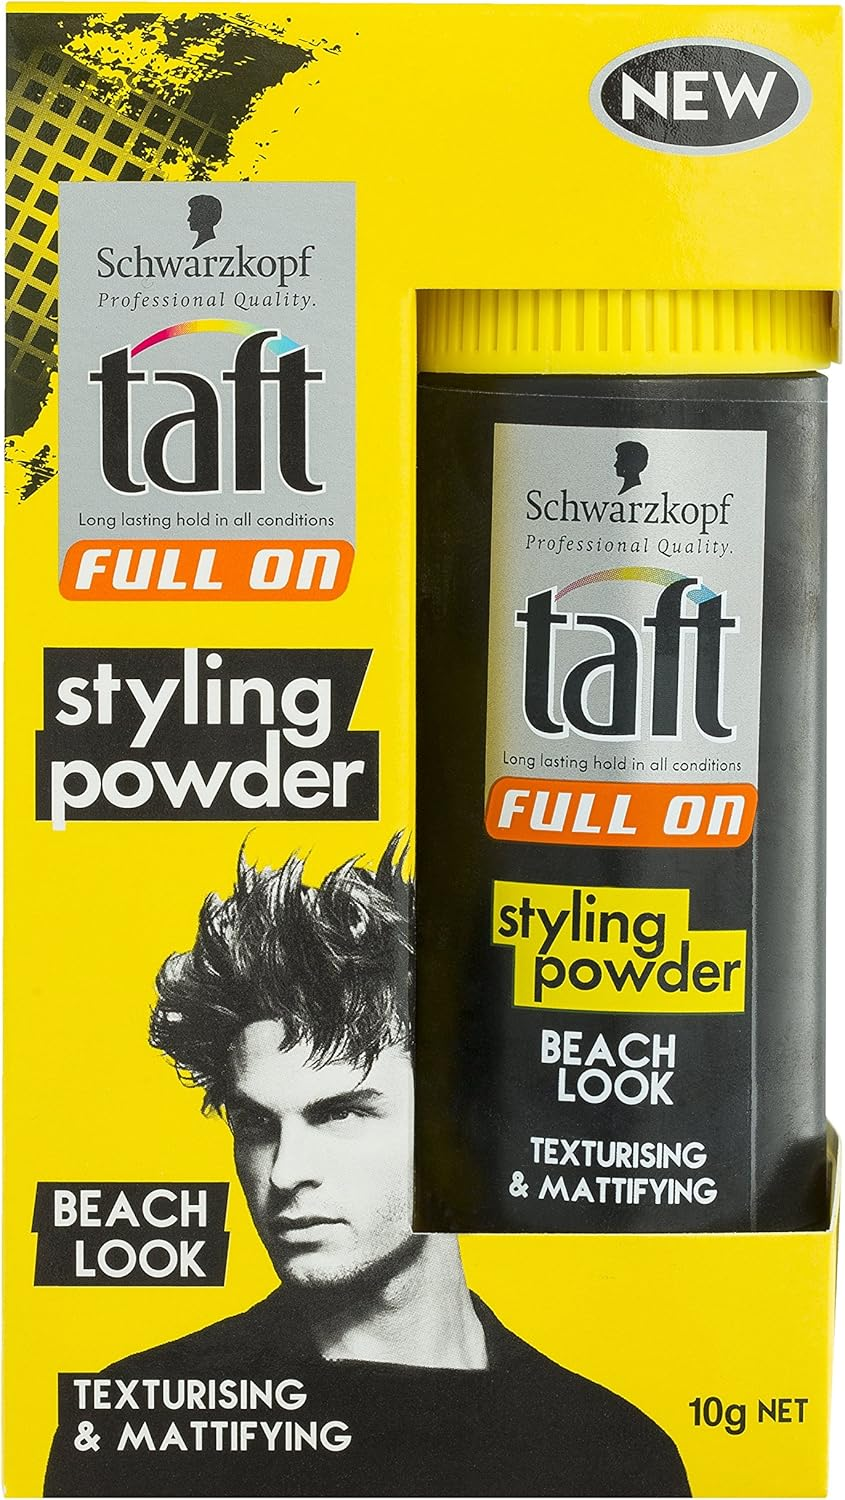 NEW
Schwarzkopf
Professional Quality.
taft
Long lasting hold in all conditions
FULL ON
styling
powder
BEACH
LOOK
TEXTURISING
& MATTIFYING
Schwarzkopf
Professional Quality.
taft
Long lasting hold in all conditions
FULL ON
styling
powder
BEACH
LOOK
TEXTURISING
& MATTIFYING
10g NET